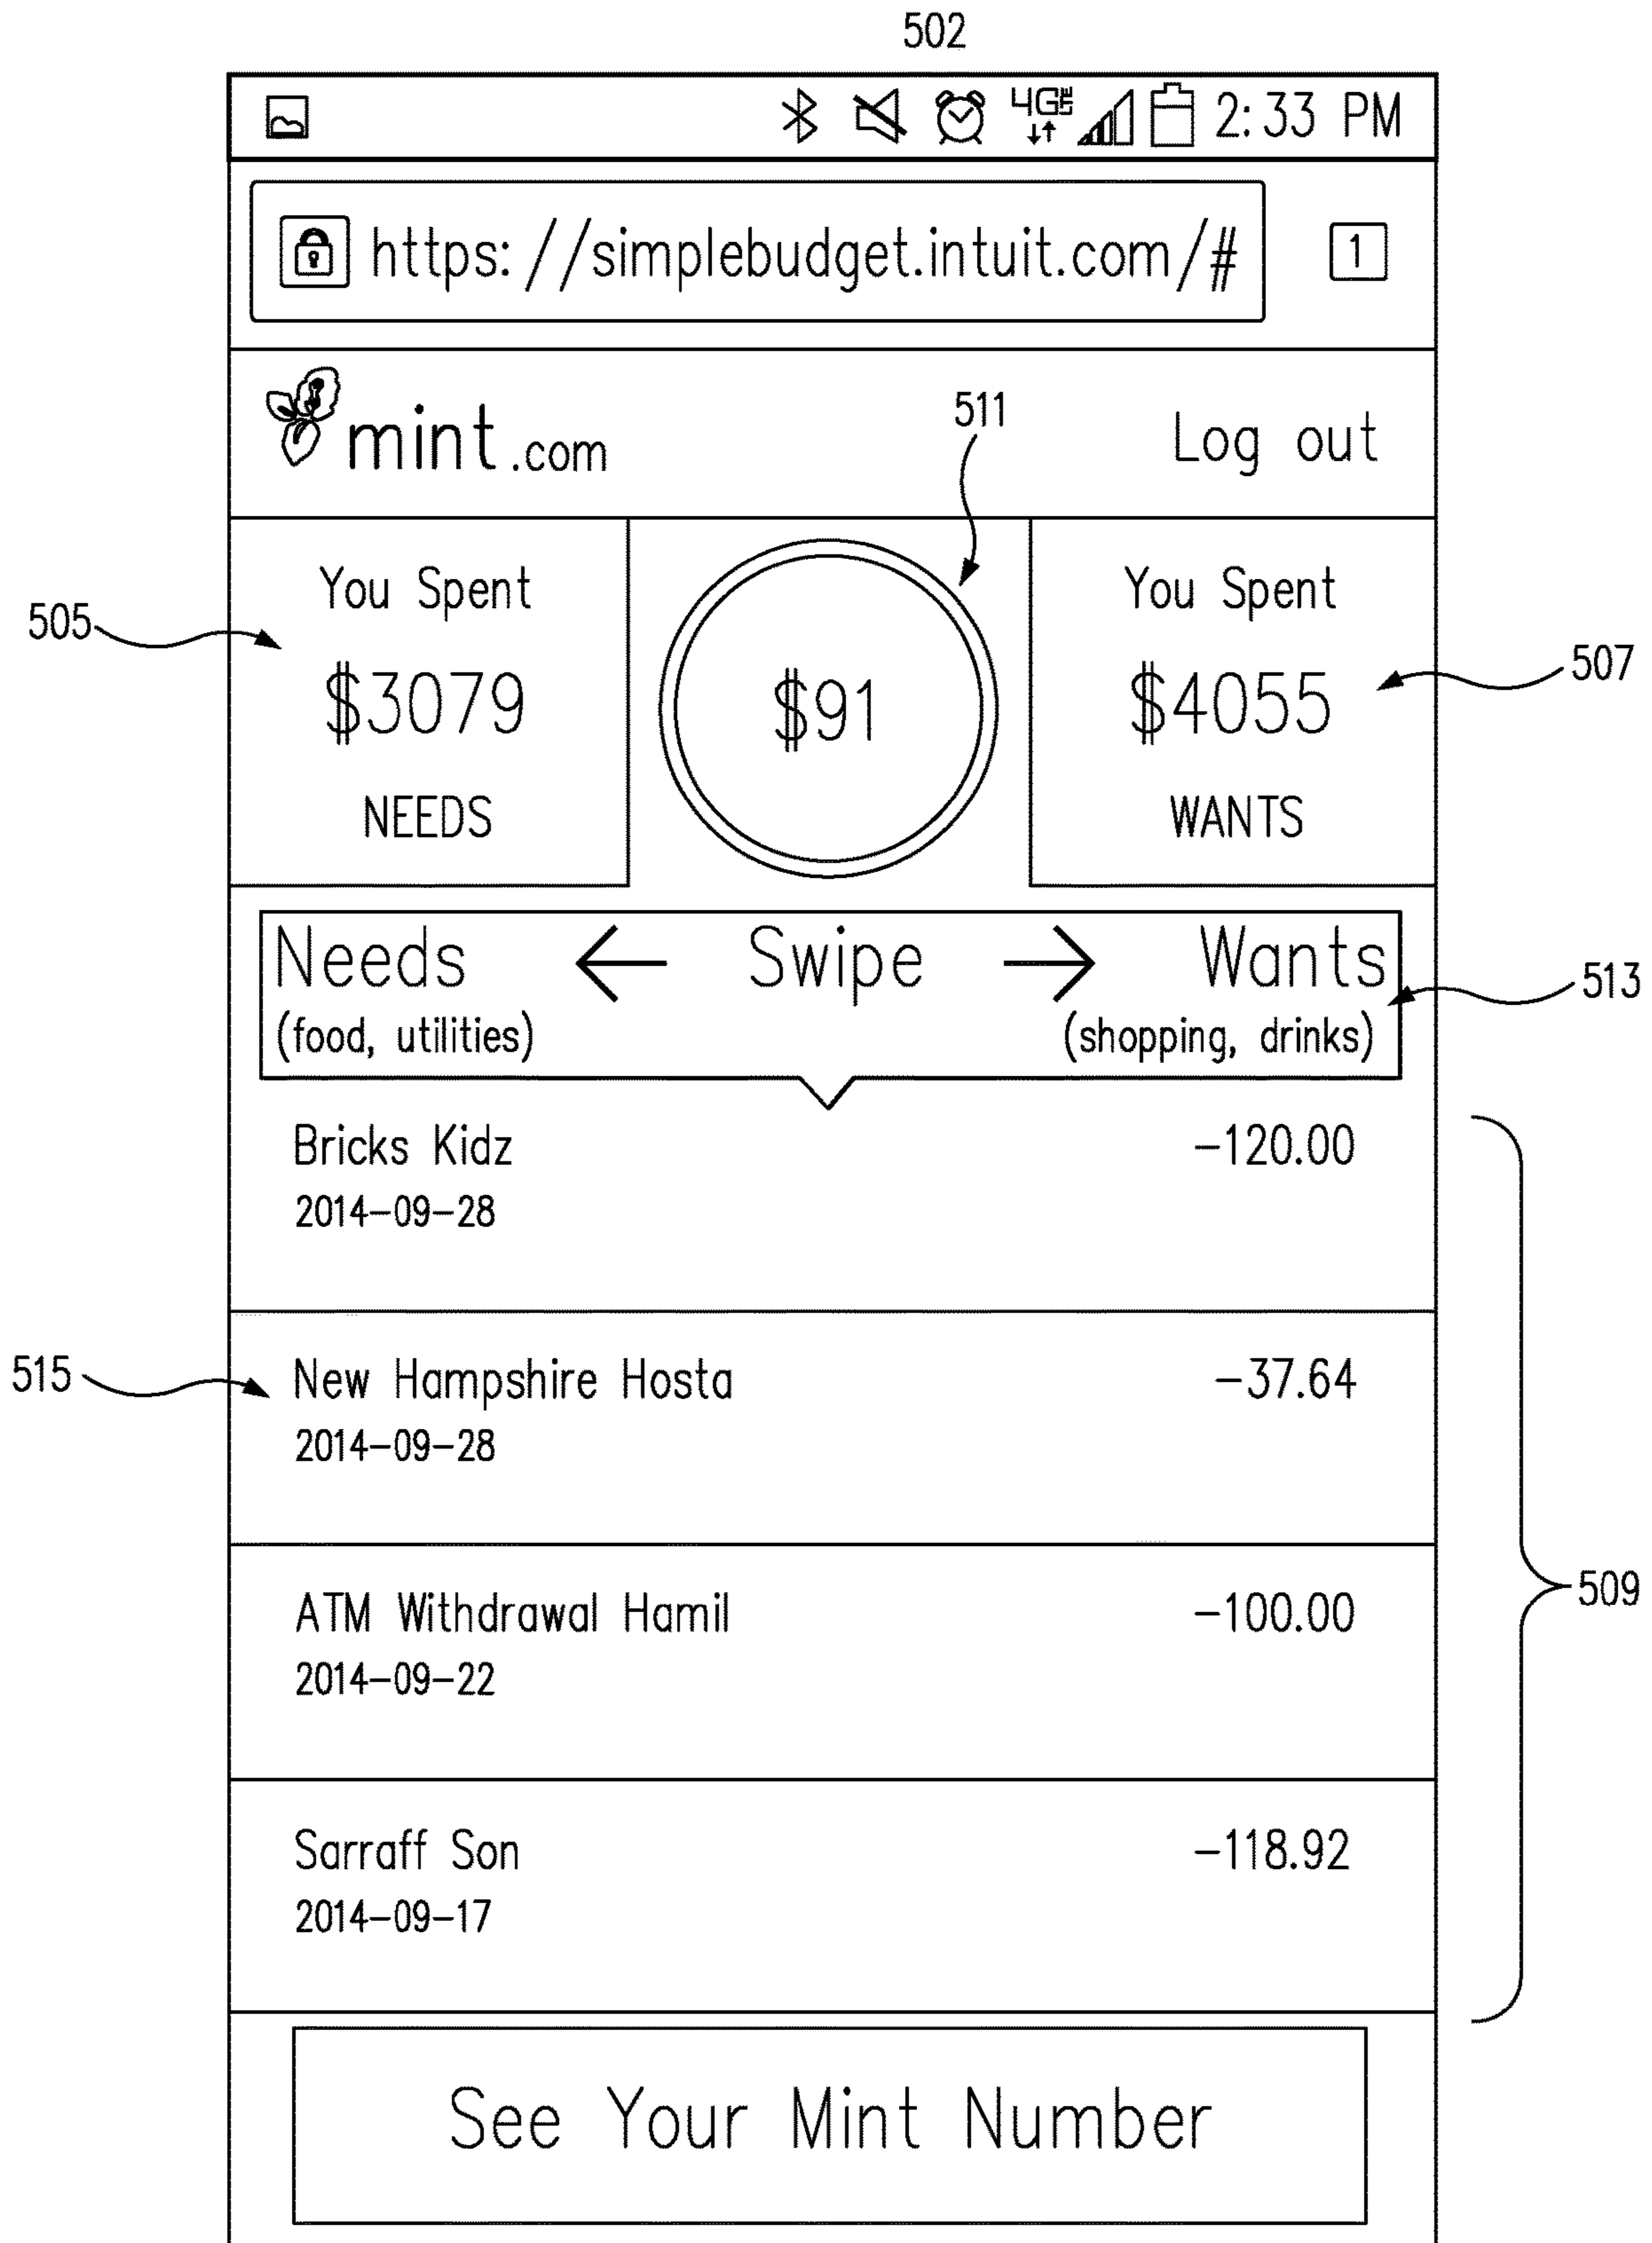 502
4G LTE 2:33 PM
https://simplebudget.intuit.com/#
1
mint.com
Log out
511
You Spent
$3079
NEEDS
505
$91
You Spent
$4055
WANTS
507
Needs ← Swipe → Wants
(food, utilities) (shopping, drinks)
513
Bricks Kidz -120.00
2014-09-28
515
New Hampshire Hosta -37.64
2014-09-28
ATM Withdrawal Hamil -100.00
2014-09-22
509
Sarraff Son -118.92
2014-09-17
See Your Mint Number